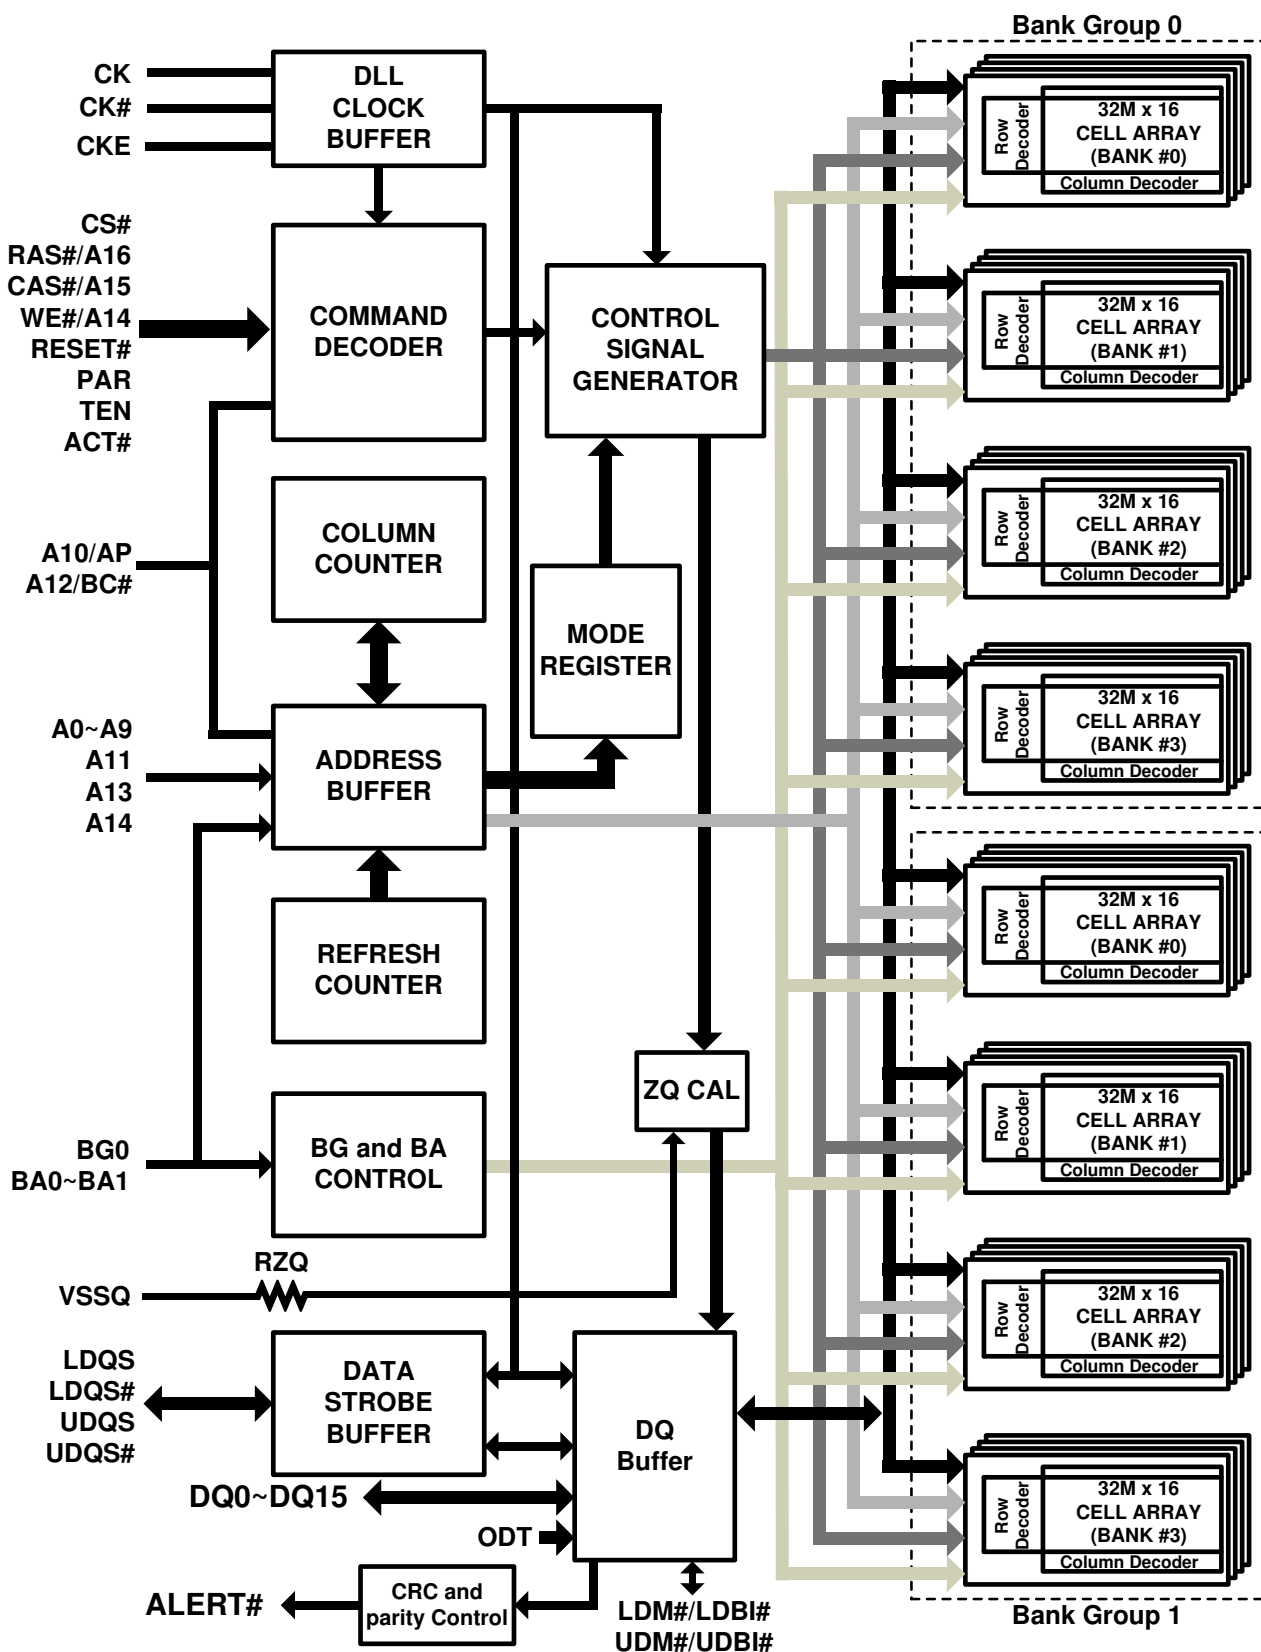 Bank Group 0
CK
CK#
CKE
DLL
CLOCK
BUFFER
CS#
RAS#/A16
CAS#/A15
WE#/A14
RESET#
PAR
TEN
ACT#
COMMAND
DECODER
CONTROL
SIGNAL
GENERATOR
A10/AP
A12/BC#
COLUMN
COUNTER
MODE
REGISTER
A0~A9
A11
A13
A14
ADDRESS
BUFFER
REFRESH
COUNTER
ZQ CAL
BG0
BA0~BA1
BG and BA
CONTROL
RZQ
VSSQ
LDQS
LDQS#
UDQS
UDQS#
DATA
STROBE
BUFFER
DQ
Buffer
DQ0~DQ15
ODT
ALERT#
CRC and
parity Control
LDM#/LDBI#
UDM#/UDBI#
Row
Decoder
32M x 16
CELL ARRAY
(BANK #0)
Column Decoder
Row
Decoder
32M x 16
CELL ARRAY
(BANK #1)
Column Decoder
Row
Decoder
32M x 16
CELL ARRAY
(BANK #2)
Column Decoder
Row
Decoder
32M x 16
CELL ARRAY
(BANK #3)
Column Decoder
Row
Decoder
32M x 16
CELL ARRAY
(BANK #0)
Column Decoder
Row
Decoder
32M x 16
CELL ARRAY
(BANK #1)
Column Decoder
Row
Decoder
32M x 16
CELL ARRAY
(BANK #2)
Column Decoder
Row
Decoder
32M x 16
CELL ARRAY
(BANK #3)
Column Decoder
Bank Group 1